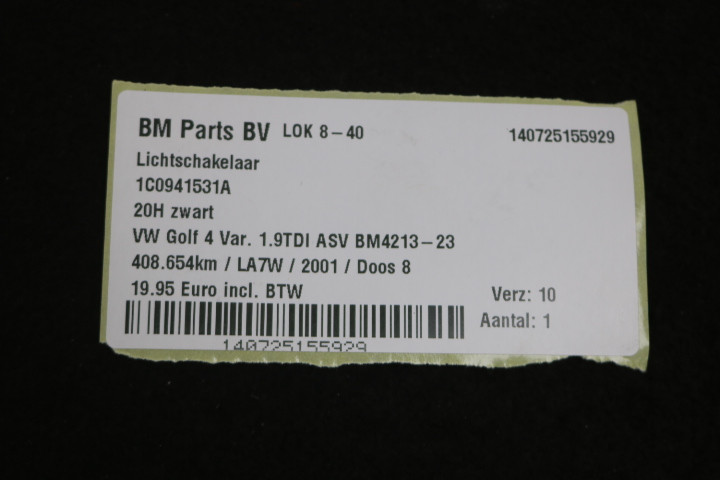 BM Parts BV LOK 8-40 140725155929
Lichtschakelaar
1C0941531A
20H zwart
VW Golf 4 Var. 1.9TDI ASV BM4213-23
408.654km / LA7W / 2001 / Doos 8
19.95 Euro incl. BTW Verz: 10
Aantal: 1
140725155929